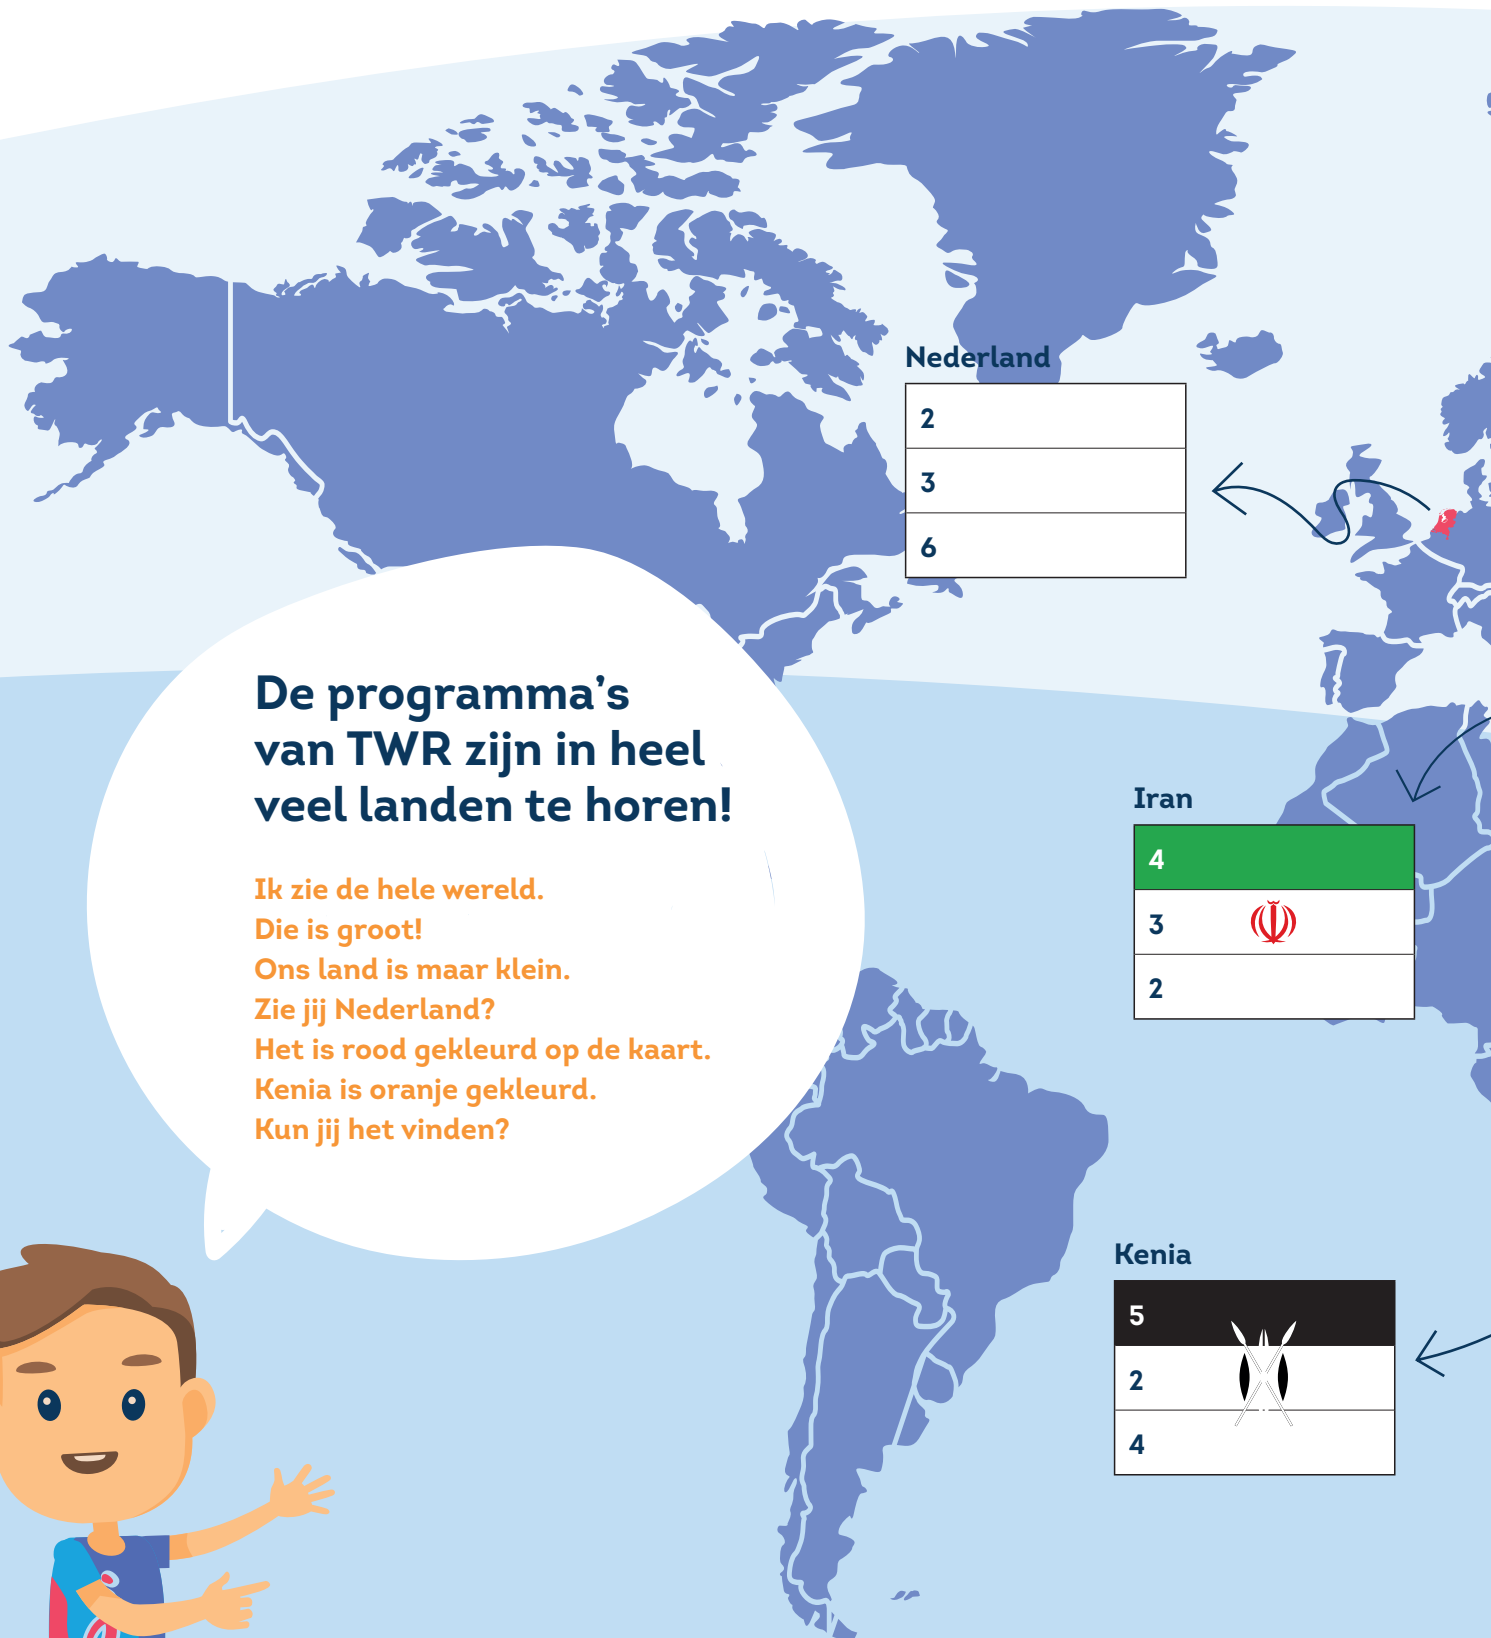 Nederland
2
3
6
De programma's
van TWR zijn in heel
veel landen te horen!
Ik zie de hele wereld.
Die is groot!
Ons land is maar klein.
Zie jij Nederland?
Het is rood gekleurd op de kaart.
Kenia is oranje gekleurd.
Kun jij het vinden?
Iran
4
3
2
Kenia
5
2
4